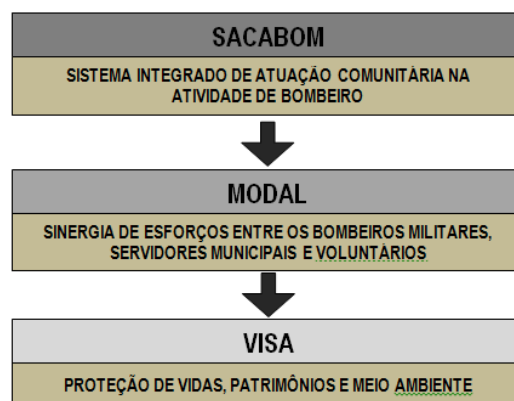 SACABOM
SISTEMA INTEGRADO DE ATUAÇÃO COMUNITÁRIA NA
ATIVIDADE DE BOMBEIRO
MODAL
SINERGIA DE ESFORÇOS ENTRE OS BOMBEIROS MILITARES,
SERVIDORES MUNICIPAIS E VOLUNTÁRIOS
VISA
PROTEÇÃO DE VIDAS, PATRIMÔNIOS E MEIO AMBIENTE